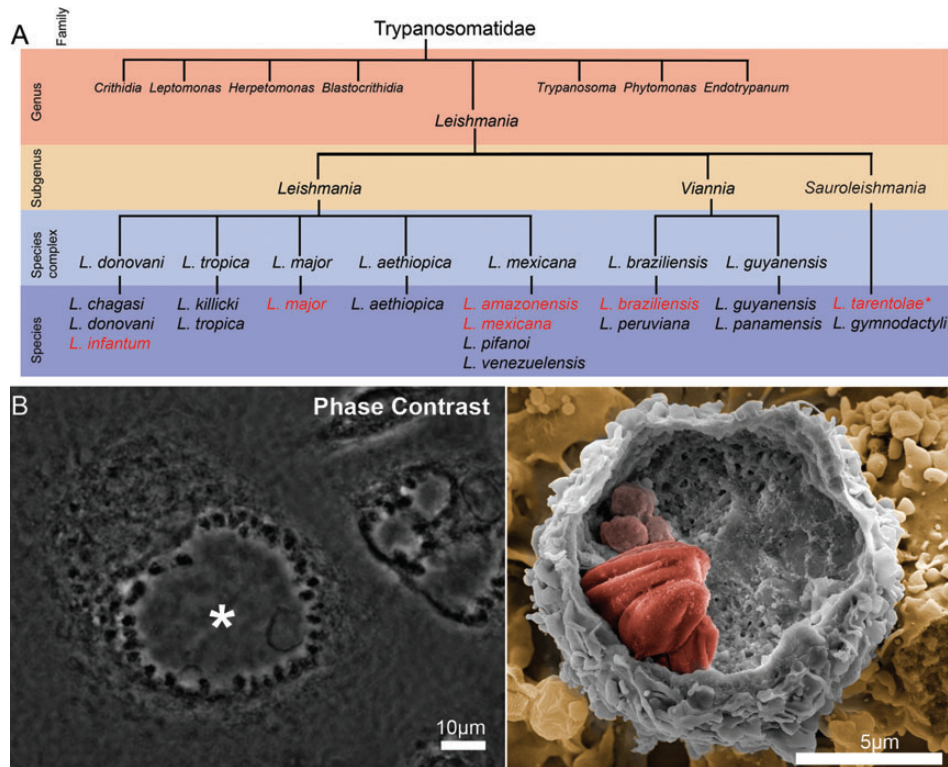 A
Family
Trypanosomatidae
Genus
Crithidia Leptomonas Herpetomonas Blastocrithidia Trypanosoma Phytomonas Endotrypanum
Leishmania
Subgenus
Leishmania Viannia Sauroleishmania
Species complex
L. donovani L. tropica L. major L. aethiopica L. mexicana L. braziliensis L. guyanensis
Species
L. chagasi L. killicki L. major L. aethiopica L. amazonensis L. braziliensis L. guyanensis L. tarentolae*
L. donovani L. tropica L. mexicana L. peruviana L. panamensis L. gymnodactyli
L. infantum L. pifanoi
L. venezuelensis
B
Phase Contrast
*
10µm
5µm